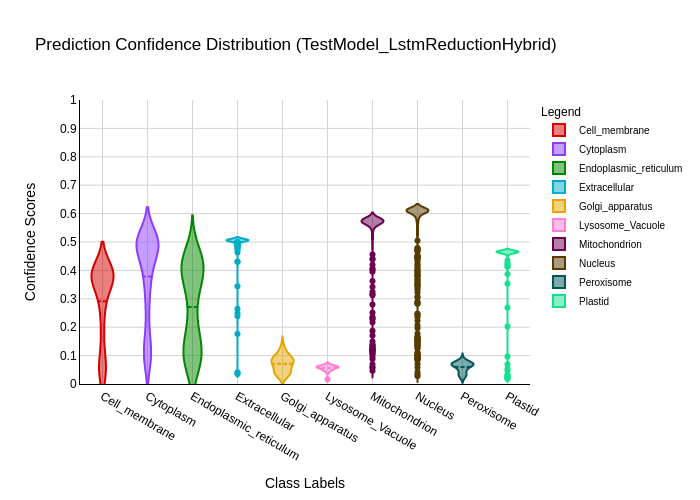 Prediction Confidence Distribution (TestModel_LstmReductionHybrid)
Legend
Cell_membrane
Cytoplasm
Endoplasmic_reticulum
Extracellular
Golgi_apparatus
Lysosome_Vacuole
Mitochondrion
Nucleus
Peroxisome
Plastid
Confidence Scores
1
0.9
0.8
0.7
0.6
0.5
0.4
0.3
0.2
0.1
0
Cell_membrane
Cytoplasm
Endoplasmic_reticulum
Extracellular
Golgi_apparatus
Lysosome_Vacuole
Mitochondrion
Nucleus
Peroxisome
Plastid
Class Labels